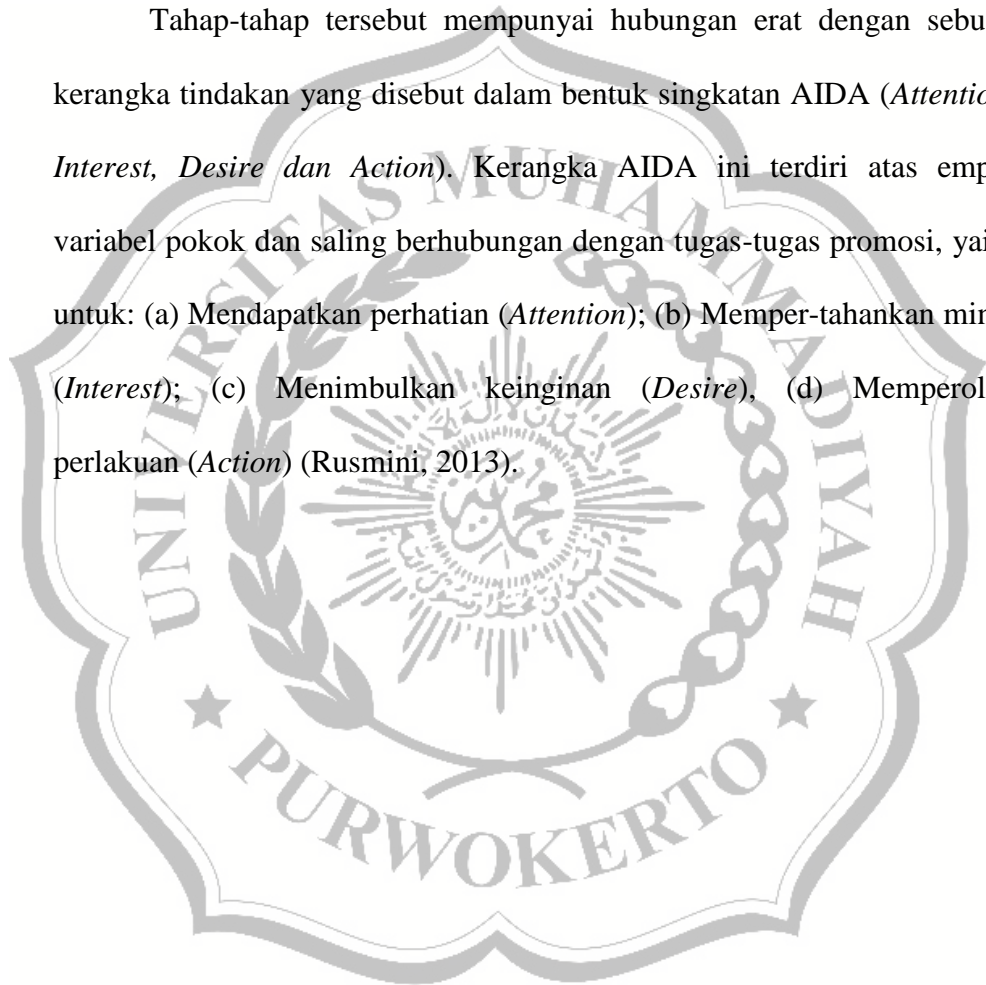 Tahap-tahap tersebut mempunyai hubungan erat dengan sebu
kerangka tindakan yang disebut dalam bentuk singkatan AIDA (Attentio
Interest, Desire dan Action). Kerangka AIDA ini terdiri atas emp
variabel pokok dan saling berhubungan dengan tugas-tugas promosi, yai
untuk: (a) Mendapatkan perhatian (Attention); (b) Memper-tahankan min
(Interest); (c) Menimbulkan keinginan (Desire), (d) Memperol
perlakuan (Action) (Rusmini, 2013).
UNIVERSITAS MUHAMMADIYAH
PURWOKERTO